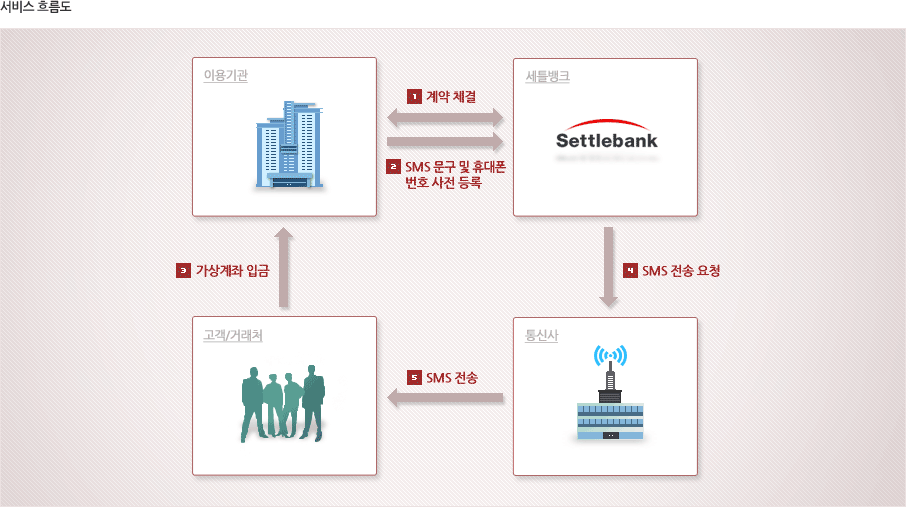 서비스 흐름도
이용기관
세틀뱅크
1 계약 체결
Settlebank
2 SMS 문구 및 휴대폰
번호 사전 등록
3 가상계좌 입금
4 SMS 전송 요청
고객/거래처
통신사
5 SMS 전송